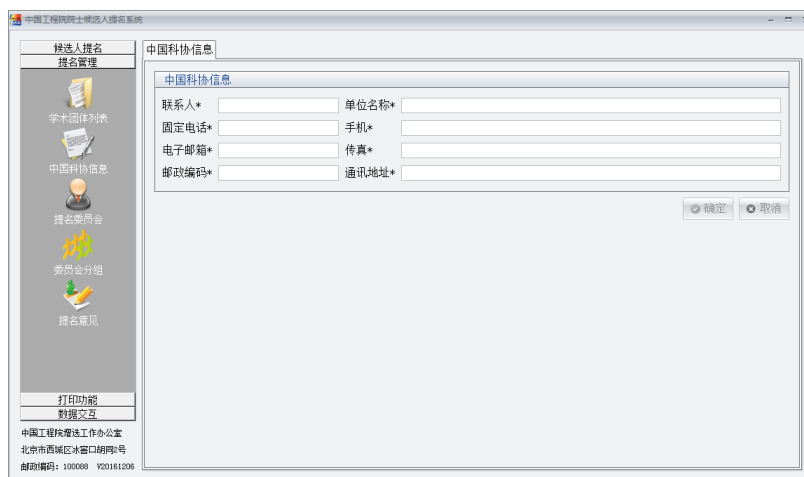 中国工程院院士候选人提名系统
候选人提名
提名管理
学术团体列表
中国科协信息
提名委员会
委员会分组
提名意见
打印功能
数据交互
中国工程院增选工作办公室
北京市西城区冰窖口胡同2号
邮政编码：100088 V20161206
中国科协信息
中国科协信息
联系人* 单位名称*
固定电话* 手机*
电子邮箱* 传真*
邮政编码* 通讯地址*
确定 取消